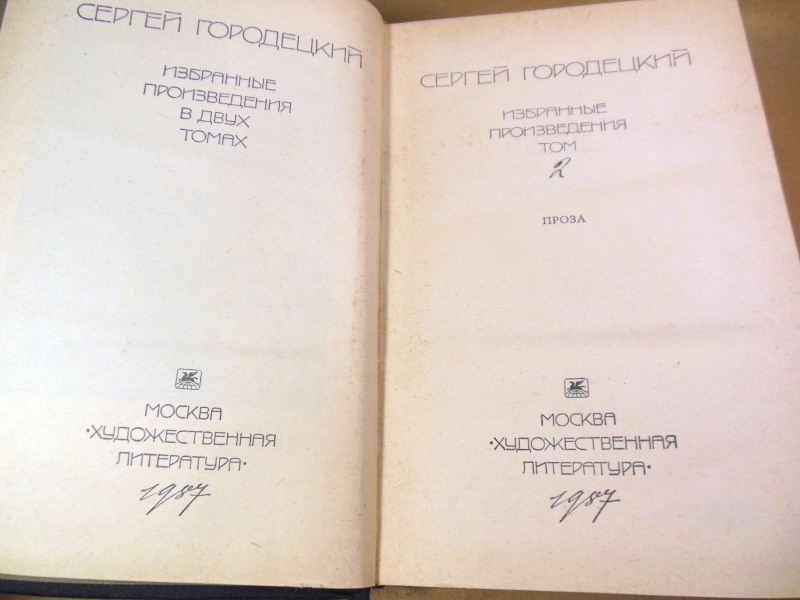 СЕРГЕЙ ГОРОДЕЦКИЙ
ИЗБРАННЫЕ
ПРОИЗВЕДЕНИЯ
В ДВУХ
ТОМАХ
МОСКВА
·ХУДОЖЕСТВЕННАЯ
ЛИТЕРАТУРА·
1987
СЕРГЕЙ ГОРОДЕЦКИЙ
ИЗБРАННЫЕ
ПРОИЗВЕДЕНИЯ
ТОМ
2
ПРОЗА
МОСКВА
·ХУДОЖЕСТВЕННАЯ
ЛИТЕРАТУРА·
1987